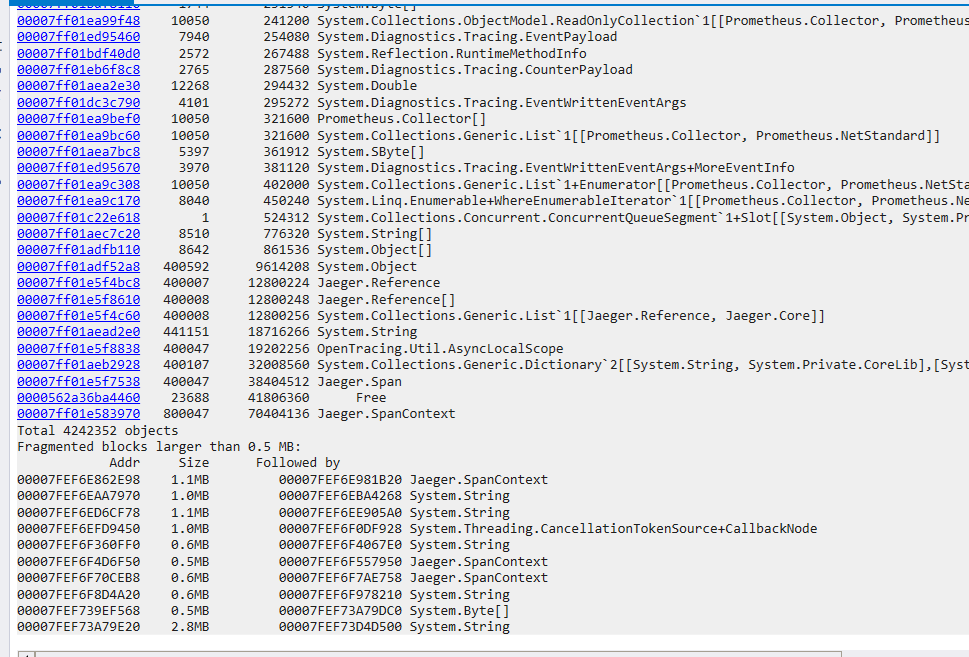 00007ff01ea99f48 10050 241200 System.Collections.ObjectModel.ReadOnlyCollection`1[[Prometheus.Collector, Prometheus
00007ff01ed95460 7940 254080 System.Diagnostics.Tracing.EventPayload
00007ff01bdf40d0 2572 267488 System.Reflection.RuntimeMethodInfo
00007ff01eb6f8c8 2765 287560 System.Diagnostics.Tracing.CounterPayload
00007ff01aea2e30 12268 294432 System.Double
00007ff01dc3c790 4101 295272 System.Diagnostics.Tracing.EventWrittenEventArgs
00007ff01ea9bef0 10050 321600 Prometheus.Collector[]
00007ff01ea9bc60 10050 321600 System.Collections.Generic.List`1[[Prometheus.Collector, Prometheus.NetStandard]]
00007ff01aea7bc8 5397 361912 System.SByte[]
00007ff01ed95670 3970 381120 System.Diagnostics.Tracing.EventWrittenEventArgs+MoreEventInfo
00007ff01ea9c308 10050 402000 System.Collections.Generic.List`1+Enumerator[[Prometheus.Collector, Prometheus.NetSta
00007ff01ea9c170 8040 450240 System.Linq.Enumerable+WhereEnumerableIterator`1[[Prometheus.Collector, Prometheus.Ne
00007ff01c22e618 1 524312 System.Collections.Concurrent.ConcurrentQueueSegment`1+Slot[[System.Object, System.Pr
00007ff01aec7c20 8510 776320 System.String[]
00007ff01adfb110 8642 861536 System.Object[]
00007ff01adf52a8 400592 9614208 System.Object
00007ff01e5f4bc8 400007 12800224 Jaeger.Reference
00007ff01e5f8610 400008 12800248 Jaeger.Reference[]
00007ff01e5f4c60 400008 12800256 System.Collections.Generic.List`1[[Jaeger.Reference, Jaeger.Core]]
00007ff01aead2e0 441151 18716266 System.String
00007ff01e5f8838 400047 19202256 OpenTracing.Util.AsyncLocalScope
00007ff01aeb2928 400107 32008560 System.Collections.Generic.Dictionary`2[[System.String, System.Private.CoreLib],[Syst
00007ff01e5f7538 400047 38404512 Jaeger.Span
0000562a36ba4460 23688 41806360 Free
00007ff01e583970 800047 70404136 Jaeger.SpanContext
Total 4242352 objects
Fragmented blocks larger than 0.5 MB:
Addr Size Followed by
00007FEF6E862E98 1.1MB 00007FEF6E981B20 Jaeger.SpanContext
00007FEF6EAA7970 1.0MB 00007FEF6EBA4268 System.String
00007FEF6ED6CF78 1.1MB 00007FEF6EE905A0 System.String
00007FEF6EFD9450 1.0MB 00007FEF6F0DF928 System.Threading.CancellationTokenSource+CallbackNode
00007FEF6F360FF0 0.6MB 00007FEF6F4067E0 System.String
00007FEF6F4D6F50 0.5MB 00007FEF6F557950 Jaeger.SpanContext
00007FEF6F70CEB8 0.6MB 00007FEF6F7AE758 Jaeger.SpanContext
00007FEF6F8D4A20 0.6MB 00007FEF6F978210 System.String
00007FEF739EF568 0.5MB 00007FEF73A79DC0 System.Byte[]
00007FEF73A79E20 2.8MB 00007FEF73D4D500 System.String